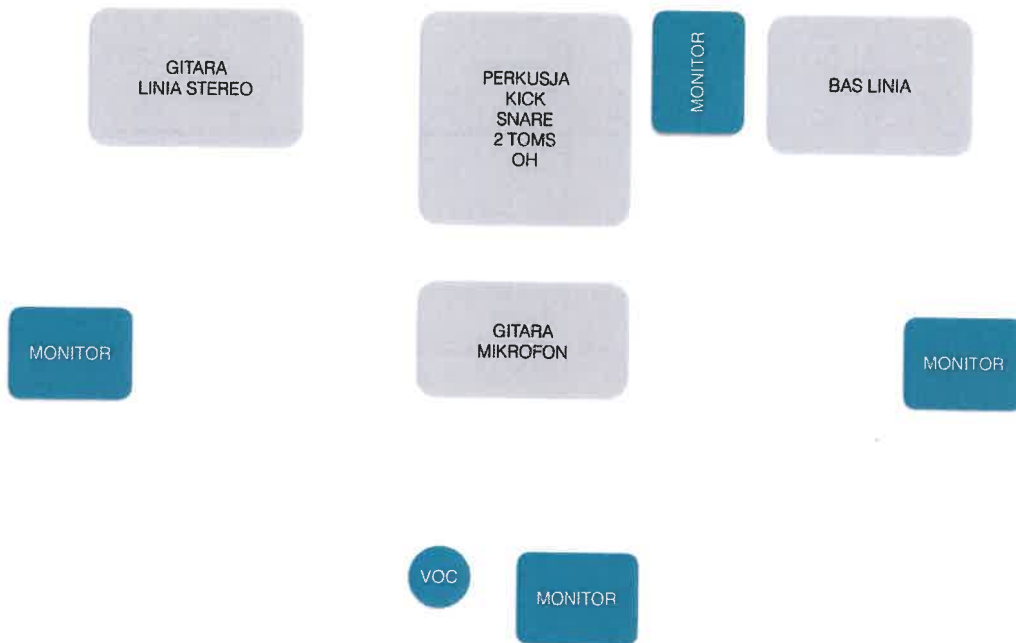 GITARA
LINIA STEREO
PERKUSJA
KICK
SNARE
2 TOMS
OH
MONITOR
BAS LINIA
MONITOR
GITARA
MIKROFON
MONITOR
VOC
MONITOR